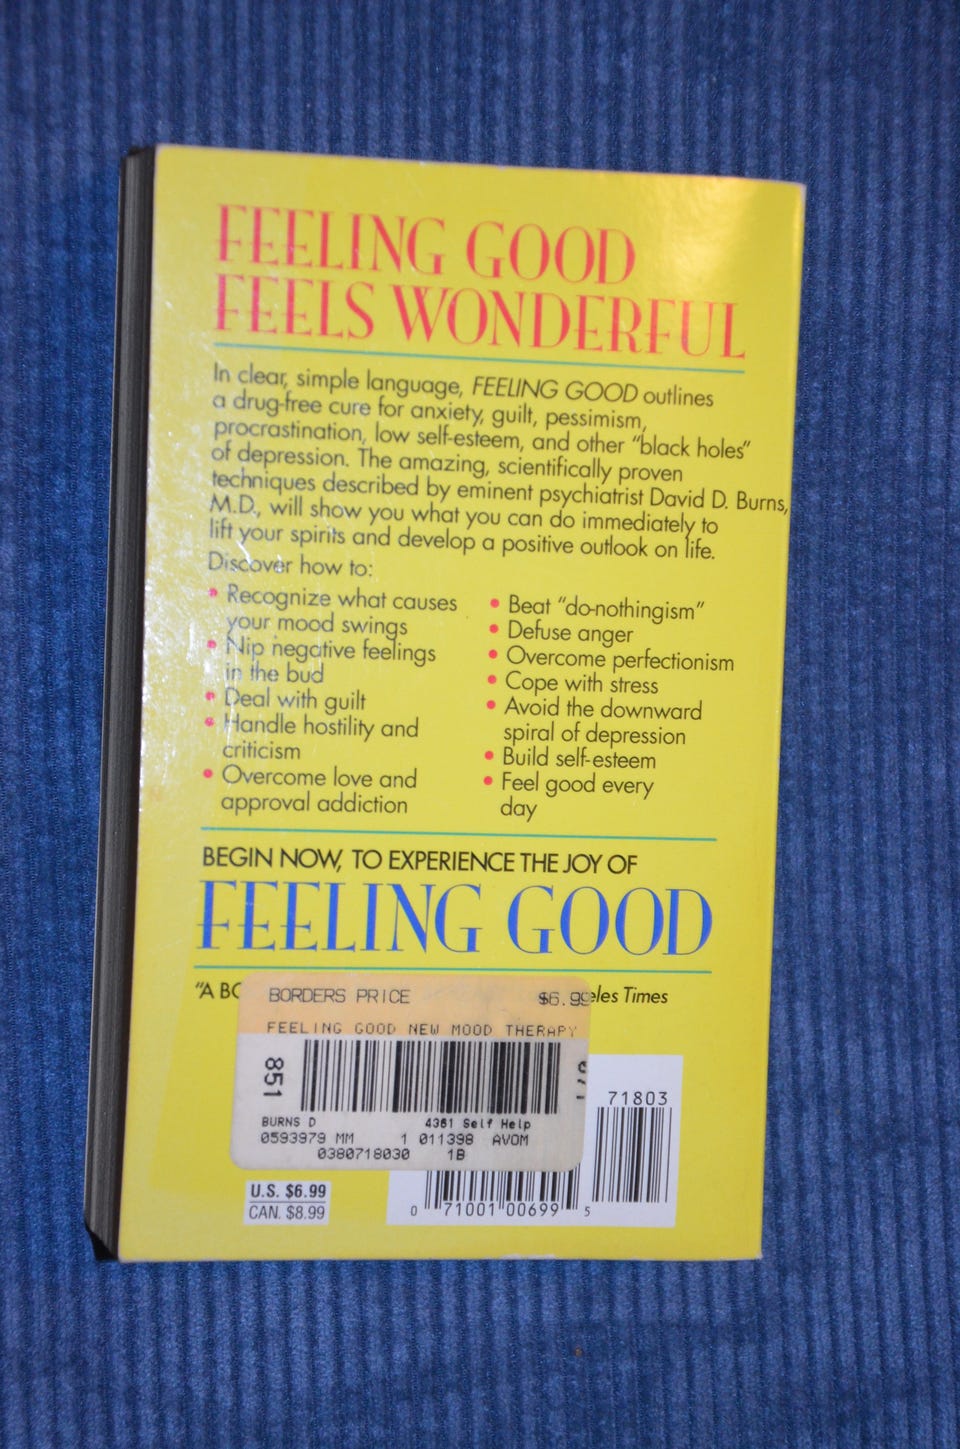 FEELING GOOD
FEELS WONDERFUL
In clear, simple language, FEELING GOOD outlines
a drug-free cure for anxiety, guilt, pessimism,
procrastination, low self-esteem, and other "black holes"
of depression. The amazing, scientifically proven
techniques described by eminent psychiatrist David D. Burns,
M.D., will show you what you can do immediately to
lift your spirits and develop a positive outlook on life.
Discover how to:
• Recognize what causes
your mood swings
• Nip negative feelings
in the bud
• Deal with guilt
• Handle hostility and
criticism
• Overcome love and
approval addiction
• Beat "do-nothingism"
• Defuse anger
• Overcome perfectionism
• Cope with stress
• Avoid the downward
spiral of depression
• Build self-esteem
• Feel good every
day
BEGIN NOW, TO EXPERIENCE THE JOY OF
FEELING GOOD
"A BO eles Times
BORDERS PRICE $6.99
FEELING GOOD NEW MOOD THERAPY
851
BURNS D 4361 Self Help
0593979 MM 1 011398 AVOM
0380718030 1B
71803
U.S. $6.99
CAN. $8.99
0 71001 00699 5